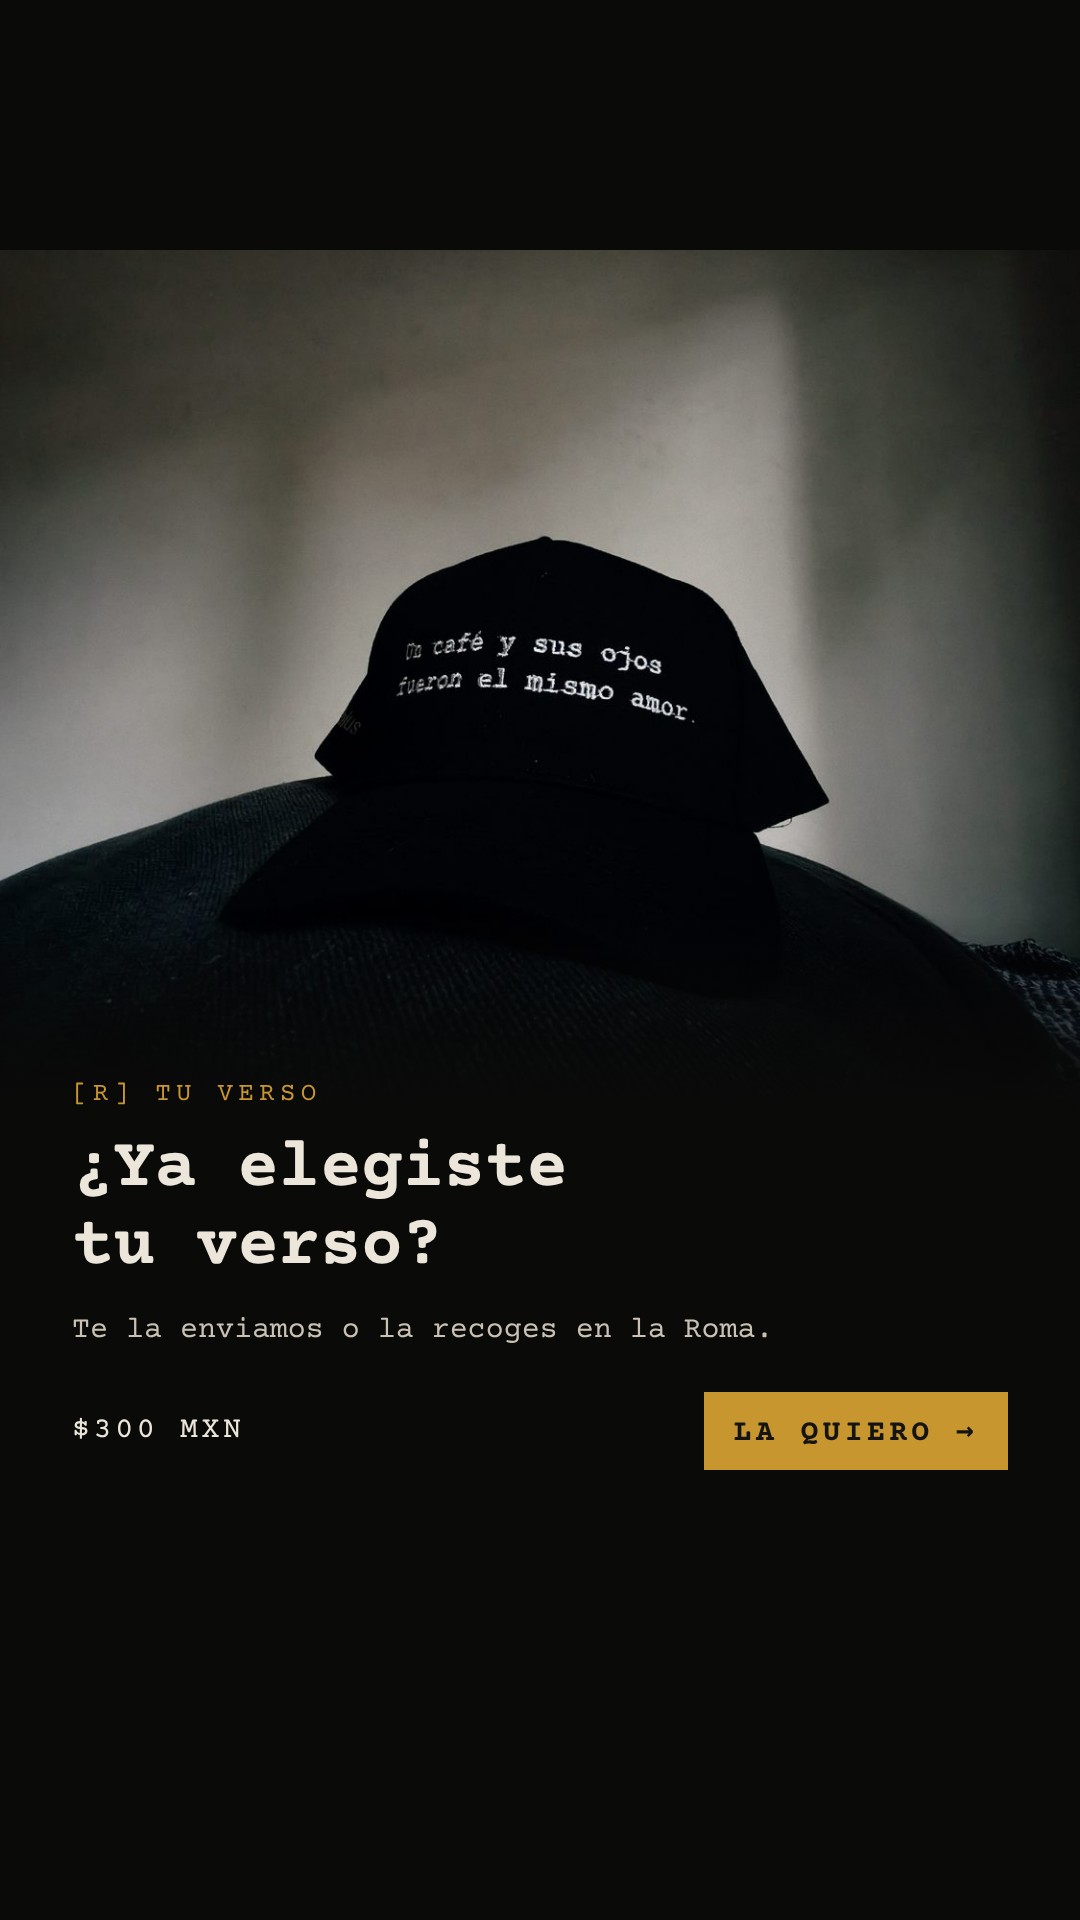 Un café y sus ojos
fueron el mismo amor.
[R] TU VERSO
¿Ya elegiste
tu verso?
Te la enviamos o la recoges en la Roma.
$300 MXN
LA QUIERO →